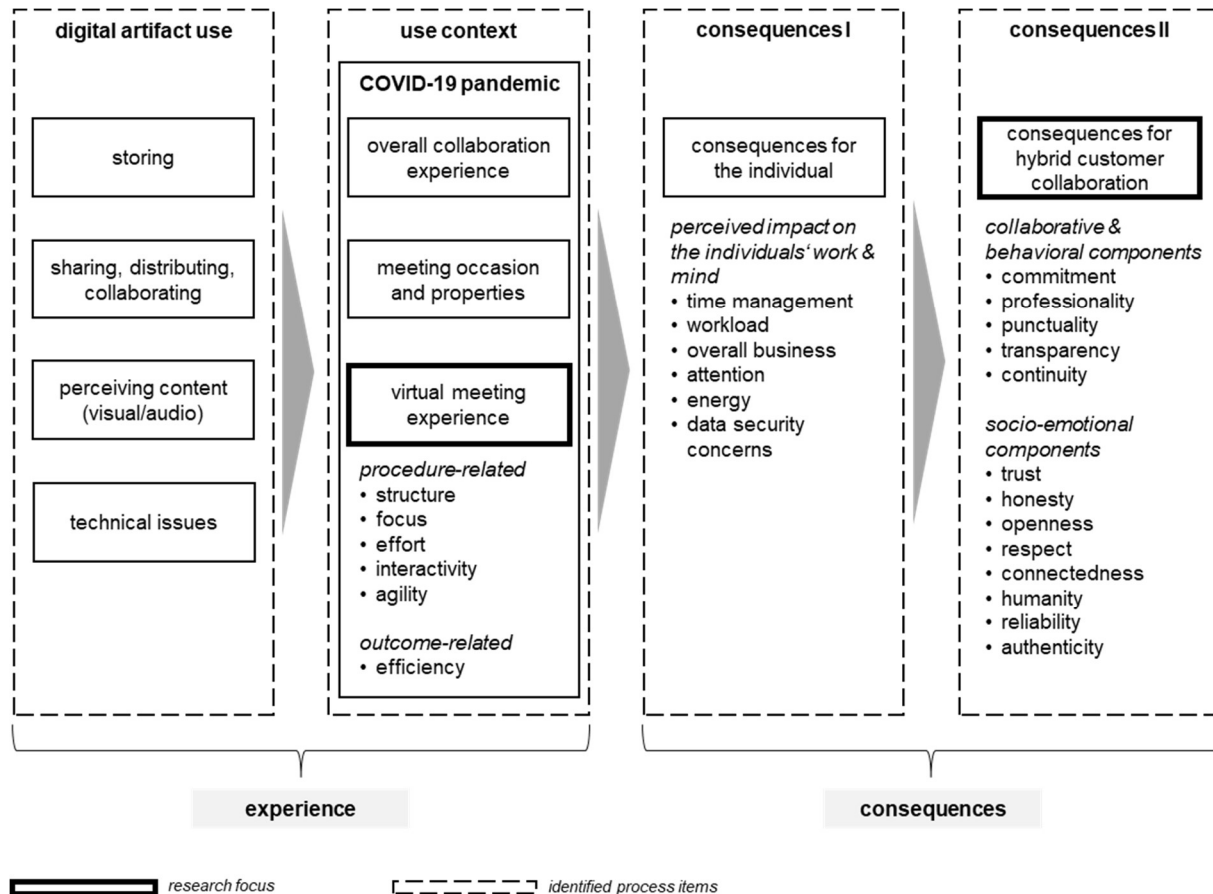 digital artifact use
storing
sharing, distributing,
collaborating
perceiving content
(visual/audio)
technical issues
use context
COVID-19 pandemic
overall collaboration
experience
meeting occasion
and properties
virtual meeting
experience
procedure-related
• structure
• focus
• effort
• interactivity
• agility
outcome-related
• efficiency
consequences I
consequences for
the individual
perceived impact on
the individuals‘ work &
mind
• time management
• workload
• overall business
• attention
• energy
• data security
concerns
consequences II
consequences for
hybrid customer
collaboration
collaborative &
behavioral components
• commitment
• professionality
• punctuality
• transparency
• continuity
socio-emotional
components
• trust
• honesty
• openness
• respect
• connectedness
• humanity
• reliability
• authenticity
experience
consequences
research focus
identified process items